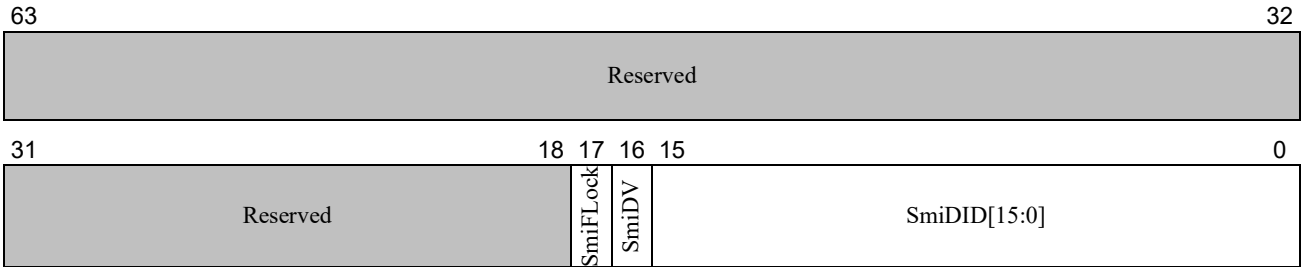 63 32
Reserved
31 18 17 16 15 0
Reserved SmiFLock SmiDV SmiDID[15:0]